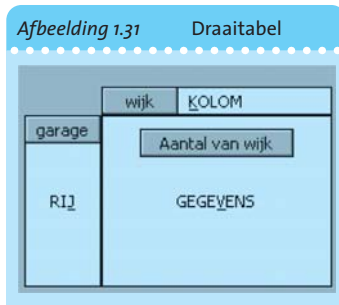 Afbeelding 1.31 Draaitabel
wijk KOLOM
garage
Aantal van wijk
RIJ GEGEVENS